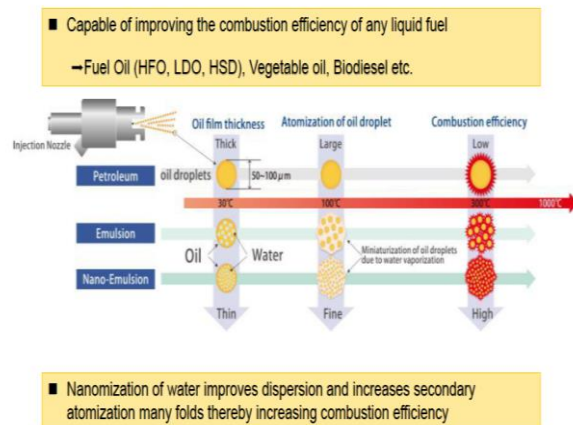 ■ Capable of improving the combustion efficiency of any liquid fuel
→Fuel Oil (HFO, LDO, HSD), Vegetable oil, Biodiesel etc.
Injection Nozzle
Oil film thickness
Atomization of oil droplet
Combustion efficiency
Thick
Large
Low
Petroleum
oil droplets
50~100μm
30℃
100℃
300℃
1000℃
Emulsion
Oil
Water
Miniaturization of oil droplets
due to water vaporization
Nano-Emulsion
Thin
Fine
High
■ Nanomization of water improves dispersion and increases secondary
atomization many folds thereby increasing combustion efficiency